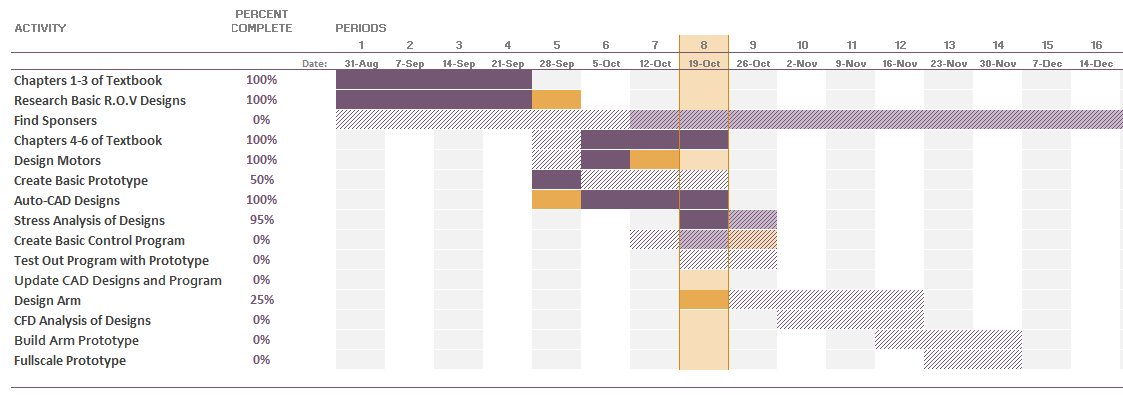 ACTIVITY PERCENT COMPLETE PERIODS
1 2 3 4 5 6 7 8 9 10 11 12 13 14 15 16
Date: 31-Aug 7-Sep 14-Sep 21-Sep 28-Sep 5-Oct 12-Oct 19-Oct 26-Oct 2-Nov 9-Nov 16-Nov 23-Nov 30-Nov 7-Dec 14-Dec
Chapters 1-3 of Textbook 100%
Research Basic R.O.V Designs 100%
Find Sponsers 0%
Chapters 4-6 of Textbook 100%
Design Motors 100%
Create Basic Prototype 50%
Auto-CAD Designs 100%
Stress Analysis of Designs 95%
Create Basic Control Program 0%
Test Out Program with Prototype 0%
Update CAD Designs and Program 0%
Design Arm 25%
CFD Analysis of Designs 0%
Build Arm Prototype 0%
Fullscale Prototype 0%